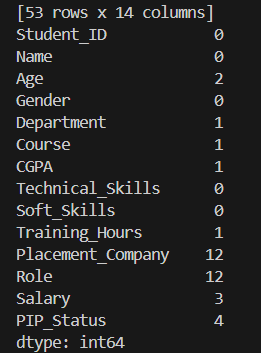 [53 rows x 14 columns]
Student_ID 0
Name 0
Age 2
Gender 0
Department 1
Course 1
CGPA 1
Technical_Skills 0
Soft_Skills 0
Training_Hours 1
Placement_Company 12
Role 12
Salary 3
PIP_Status 4
dtype: int64